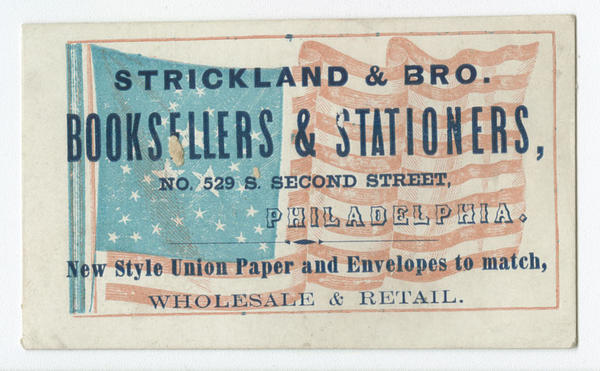 STRICKLAND & BRO.
BOOKSELLERS & STATIONERS,
NO. 529 S. SECOND STREET,
PHILADELPHIA.
New Style Union Paper and Envelopes to match,
WHOLESALE & RETAIL.